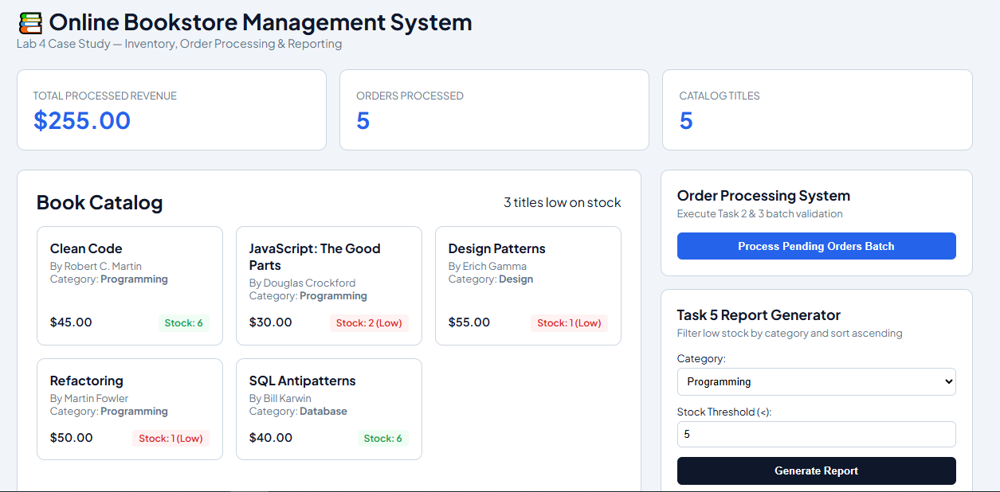 Online Bookstore Management System
Lab 4 Case Study — Inventory, Order Processing & Reporting
TOTAL PROCESSED REVENUE
$255.00
ORDERS PROCESSED
5
CATALOG TITLES
5
Book Catalog
3 titles low on stock
Clean Code
By Robert C. Martin
Category: Programming
$45.00
Stock: 6
JavaScript: The Good
Parts
By Douglas Crockford
Category: Programming
$30.00
Stock: 2 (Low)
Design Patterns
By Erich Gamma
Category: Design
$55.00
Stock: 1 (Low)
Refactoring
By Martin Fowler
Category: Programming
$50.00
Stock: 1 (Low)
SQL Antipatterns
By Bill Karwin
Category: Database
$40.00
Stock: 6
Order Processing System
Execute Task 2 & 3 batch validation
Process Pending Orders Batch
Task 5 Report Generator
Filter low stock by category and sort ascending
Category:
Programming
Stock Threshold (<):
5
Generate Report